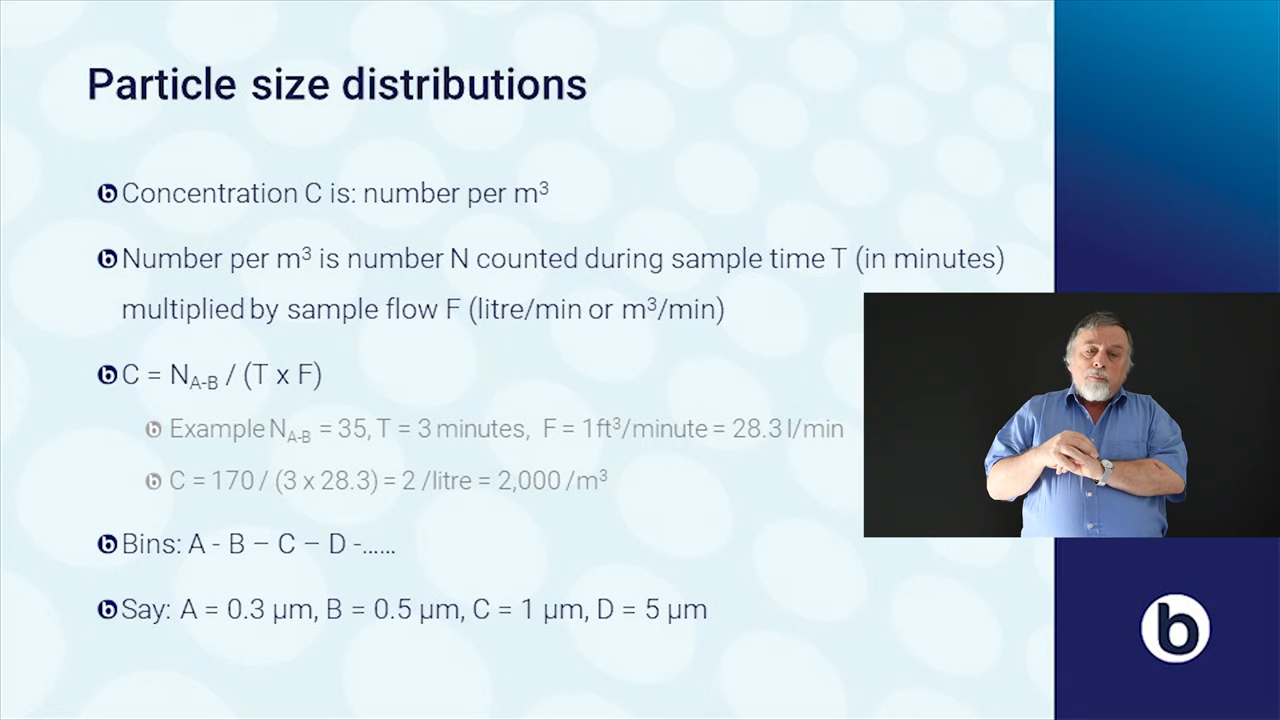 Particle size distributions
Concentration C is: number per m³
Number per m³ is number N counted during sample time T (in minutes)
multiplied by sample flow F (litre/min or m³/min)
C = N_A-B / (T x F)
Example N_A-B = 35, T = 3 minutes, F = 1ft³/minute = 28.3 l/min
C = 170 / (3 x 28.3) = 2 /litre = 2,000 /m³
Bins: A - B – C – D -......
Say: A = 0.3 µm, B = 0.5 µm, C = 1 µm, D = 5 µm
b